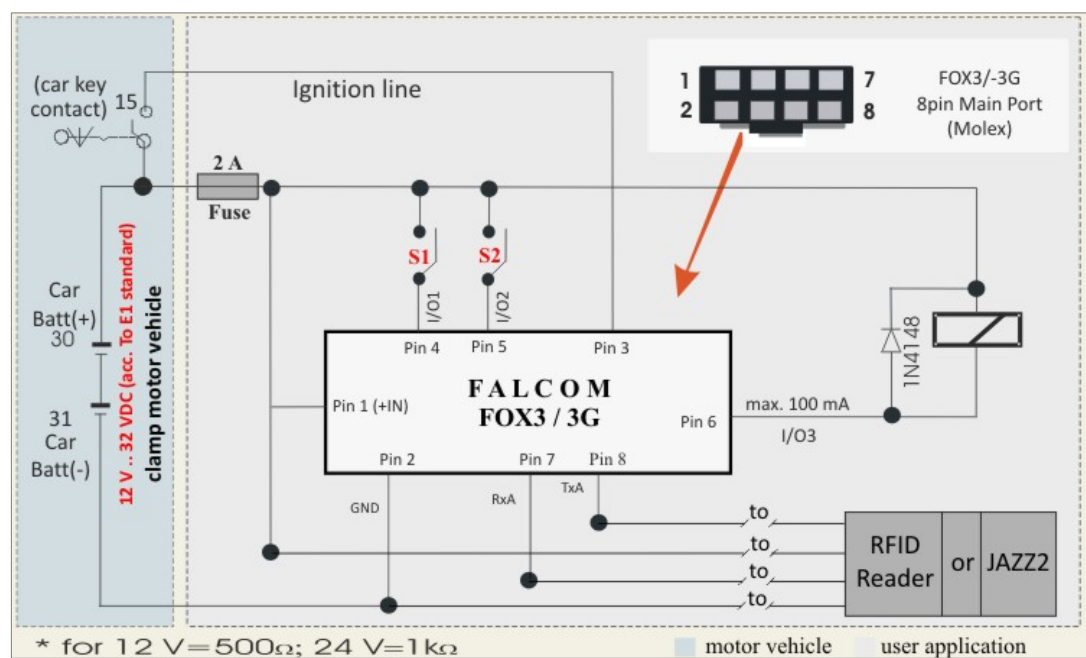 (car key
contact)
15
Ignition line
1
2
7
8
FOX3/-3G
8pin Main Port
(Molex)
2 A
Fuse
S1
S2
I/O1
I/O2
12 V .. 32 VDC (acc. To E1 standard)
clamp motor vehicle
Car
Batt(+)
30
31
Car
Batt(-)
Pin 4
Pin 5
Pin 3
FALCOM
FOX3 / 3G
Pin 1 (+IN)
Pin 6
Pin 2
Pin 7
Pin 8
max. 100 mA
I/O3
1N4148
GND
RxA
TxA
to
to
to
to
RFID
Reader
or
JAZZ2
* for 12 V=500Ω; 24 V=1kΩ
motor vehicle
user application